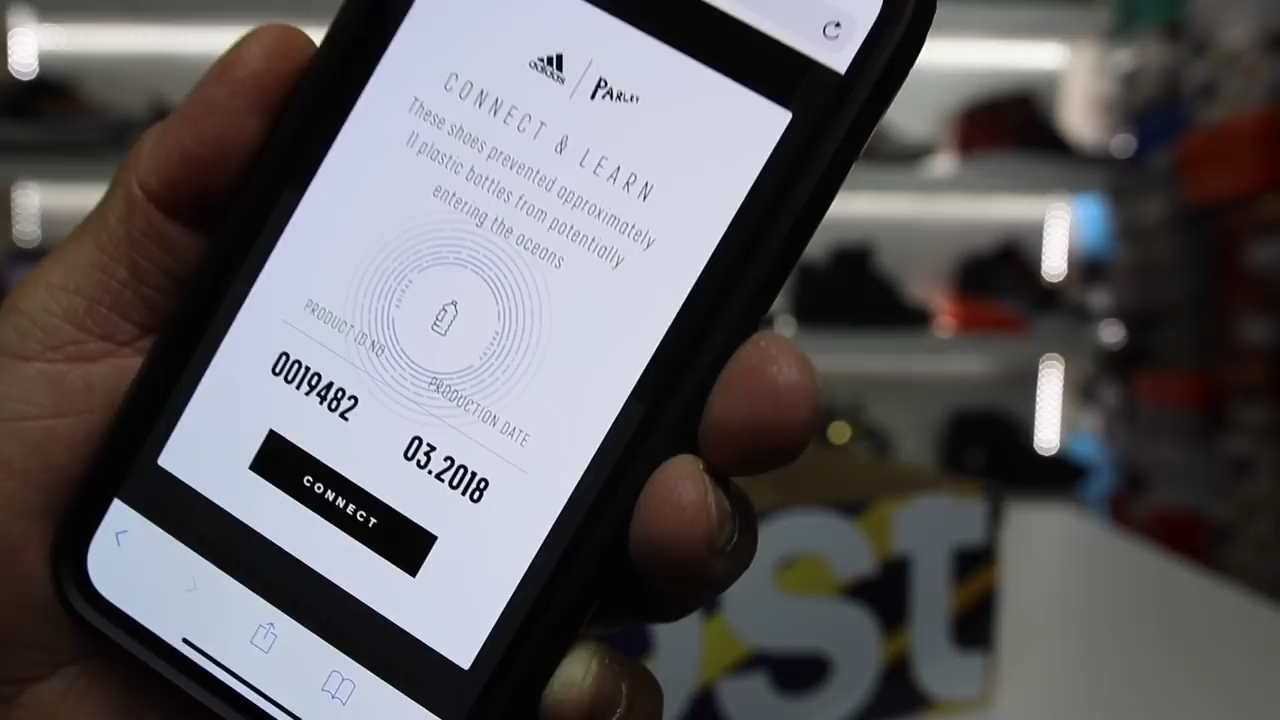 adidas
PARLEY
CONNECT & LEARN
These shoes prevented approximately
11 plastic bottles from potentially
entering the oceans
PRODUCT ID.NO
0019482
PRODUCTION DATE
03.2018
CONNECT
st